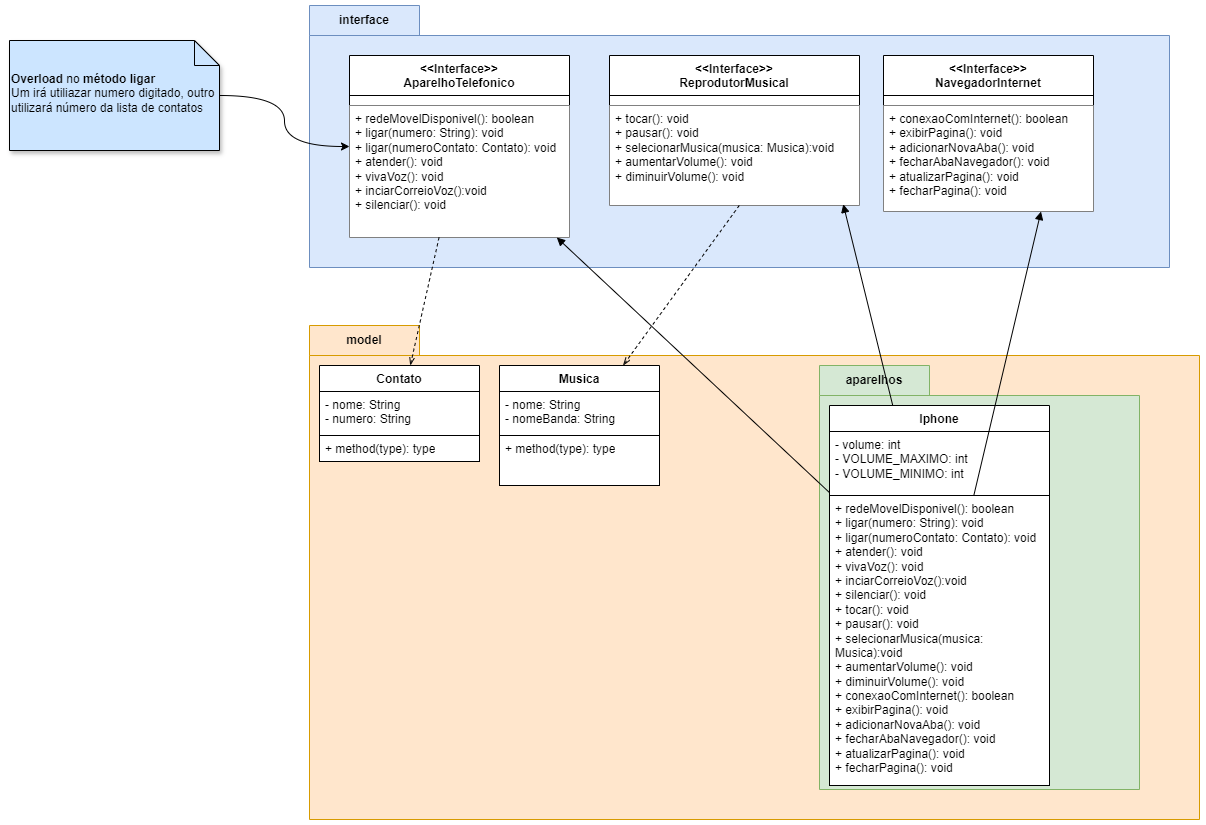 interface
Overload no método ligar
Um irá utiliazar numero digitado, outro
utilizará número da lista de contatos
<<Interface>>
AparelhoTelefonico
+ redeMovelDisponivel(): boolean
+ ligar(numero: String): void
+ ligar(numeroContato: Contato): void
+ atender(): void
+ vivaVoz(): void
+ inciarCorreioVoz():void
+ silenciar(): void
<<Interface>>
ReprodutorMusical
+ tocar(): void
+ pausar(): void
+ selecionarMusica(musica: Musica):void
+ aumentarVolume(): void
+ diminuirVolume(): void
<<Interface>>
NavegadorInternet
+ conexaoComInternet(): boolean
+ exibirPagina(): void
+ adicionarNovaAba(): void
+ fecharAbaNavegador(): void
+ atualizarPagina(): void
+ fecharPagina(): void
model
Contato
- nome: String
- numero: String
+ method(type): type
Musica
- nome: String
- nomeBanda: String
+ method(type): type
aparelhos
Iphone
- volume: int
- VOLUME_MAXIMO: int
- VOLUME_MINIMO: int
+ redeMovelDisponivel(): boolean
+ ligar(numero: String): void
+ ligar(numeroContato: Contato): void
+ atender(): void
+ vivaVoz(): void
+ inciarCorreioVoz():void
+ silenciar(): void
+ tocar(): void
+ pausar(): void
+ selecionarMusica(musica:
Musica):void
+ aumentarVolume(): void
+ diminuirVolume(): void
+ conexaoComInternet(): boolean
+ exibirPagina(): void
+ adicionarNovaAba(): void
+ fecharAbaNavegador(): void
+ atualizarPagina(): void
+ fecharPagina(): void